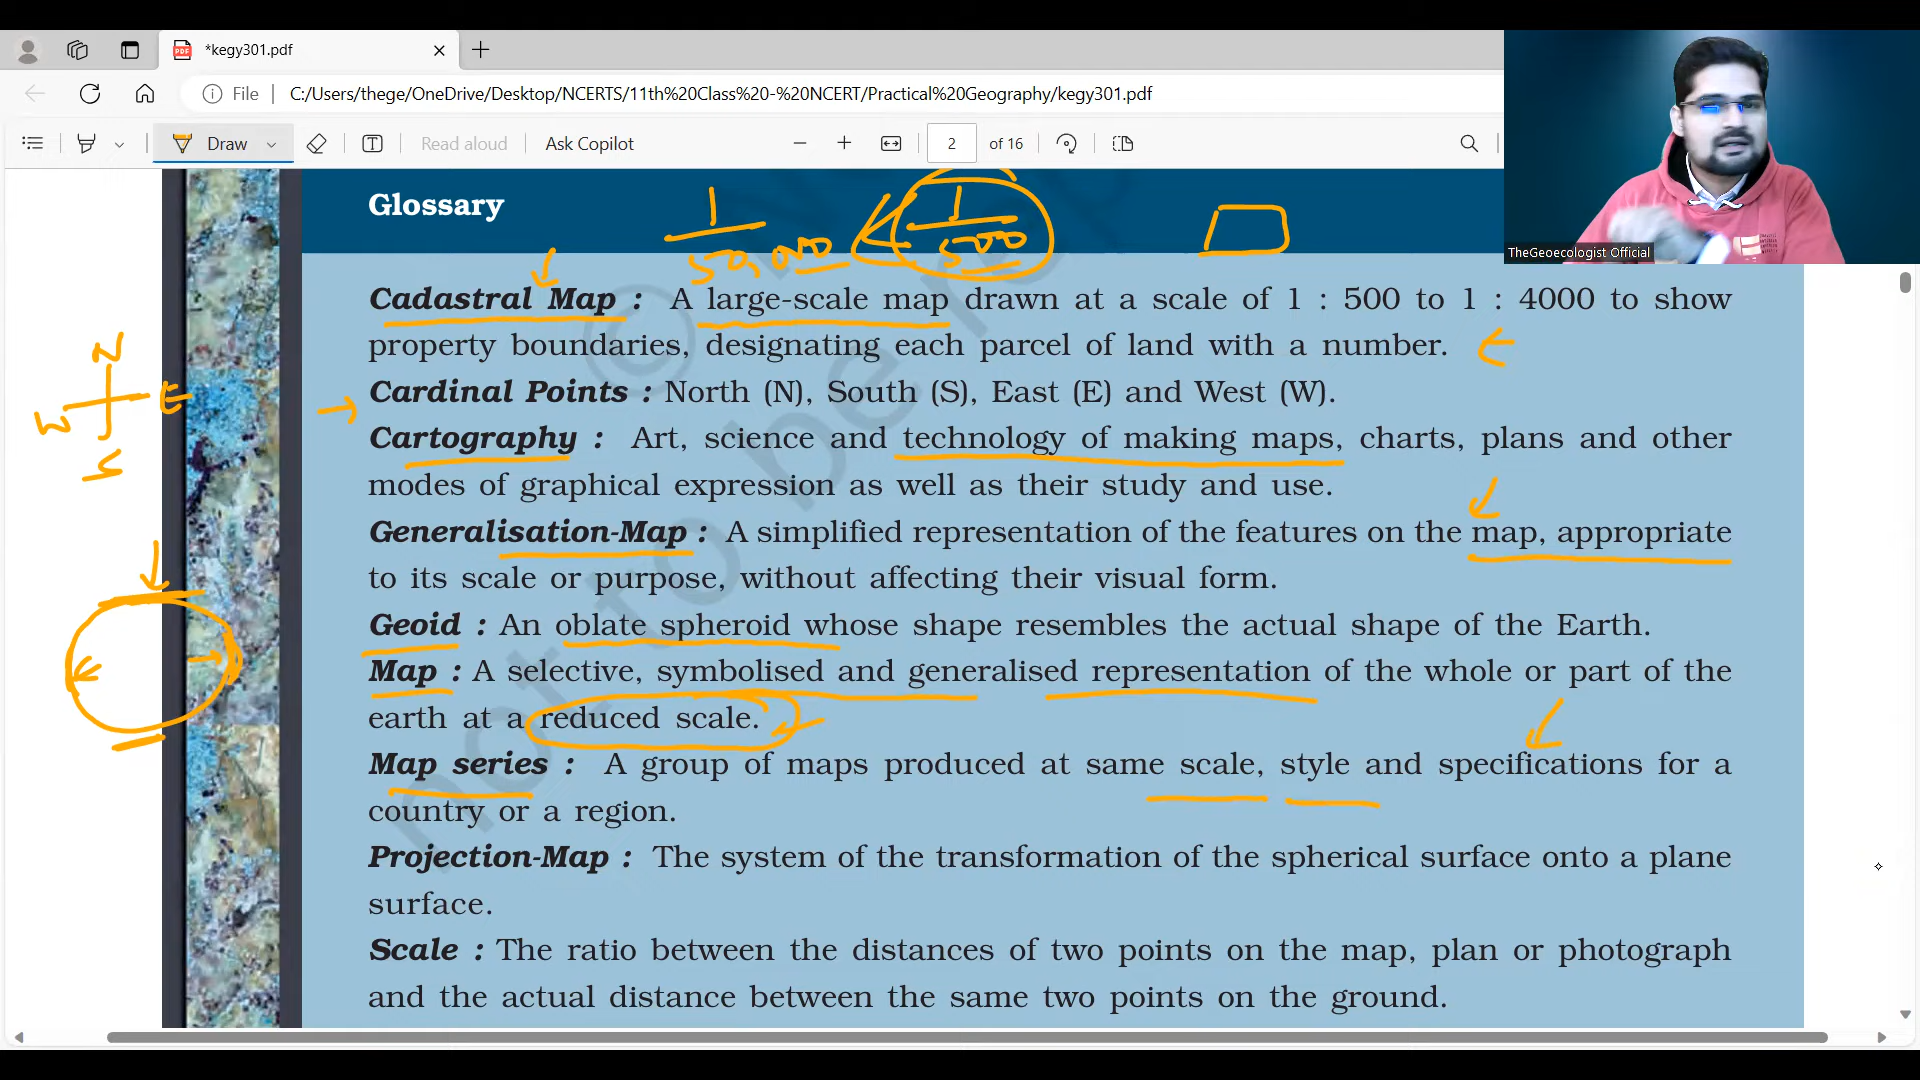 *kegy301.pdf
File
C:/Users/thege/OneDrive/Desktop/NCERTS/11th%20Class%20-%20NCERT/Practical%20Geography/kegy301.pdf
Draw
Read aloud
Ask Copilot
2
of 16
TheGeoecologist Official
Glossary
1
50,000
<
1
5000
Cadastral Map : A large-scale map drawn at a scale of 1 : 500 to 1 : 4000 to show
property boundaries, designating each parcel of land with a number.
Cardinal Points : North (N), South (S), East (E) and West (W).
Cartography : Art, science and technology of making maps, charts, plans and other
modes of graphical expression as well as their study and use.
Generalisation-Map : A simplified representation of the features on the map, appropriate
to its scale or purpose, without affecting their visual form.
Geoid : An oblate spheroid whose shape resembles the actual shape of the Earth.
Map : A selective, symbolised and generalised representation of the whole or part of the
earth at a reduced scale.
Map series : A group of maps produced at same scale, style and specifications for a
country or a region.
Projection-Map : The system of the transformation of the spherical surface onto a plane
surface.
Scale : The ratio between the distances of two points on the map, plan or photograph
and the actual distance between the same two points on the ground.
N
W
E
S
not to be rep